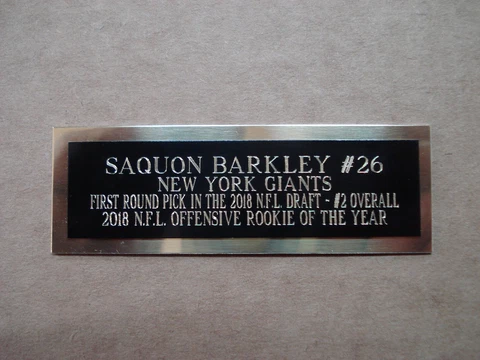 SAQUON BARKLEY #26
NEW YORK GIANTS
FIRST ROUND PICK IN THE 2018 N.F.L. DRAFT - #2 OVERALL
2018 N.F.L. OFFENSIVE ROOKIE OF THE YEAR